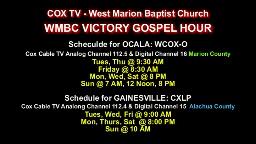 COX TV - West Marion Baptist Church
WMBC VICTORY GOSPEL HOUR
Schecule for OCALA: WCOX-O
Cox Cable TV Analog Channel 112.5 & Digital Channel 16 Marion County
Tues, Thu @ 9:30 AM
Friday @ 8:30 AM
Mon, Wed, Sat @ 8 PM
Sun @ 7 AM, 12 Noon, 8 PM
Schedule for GAINESVILLE: CXLP
Cox Cable TV Analong Channel 112.4 & Digital Channel 15 Alachua County
Tues, Wed, Fri @ 9:00 AM
Mon, Thurs, Sat @ 8:00 PM
Sun @ 10 AM